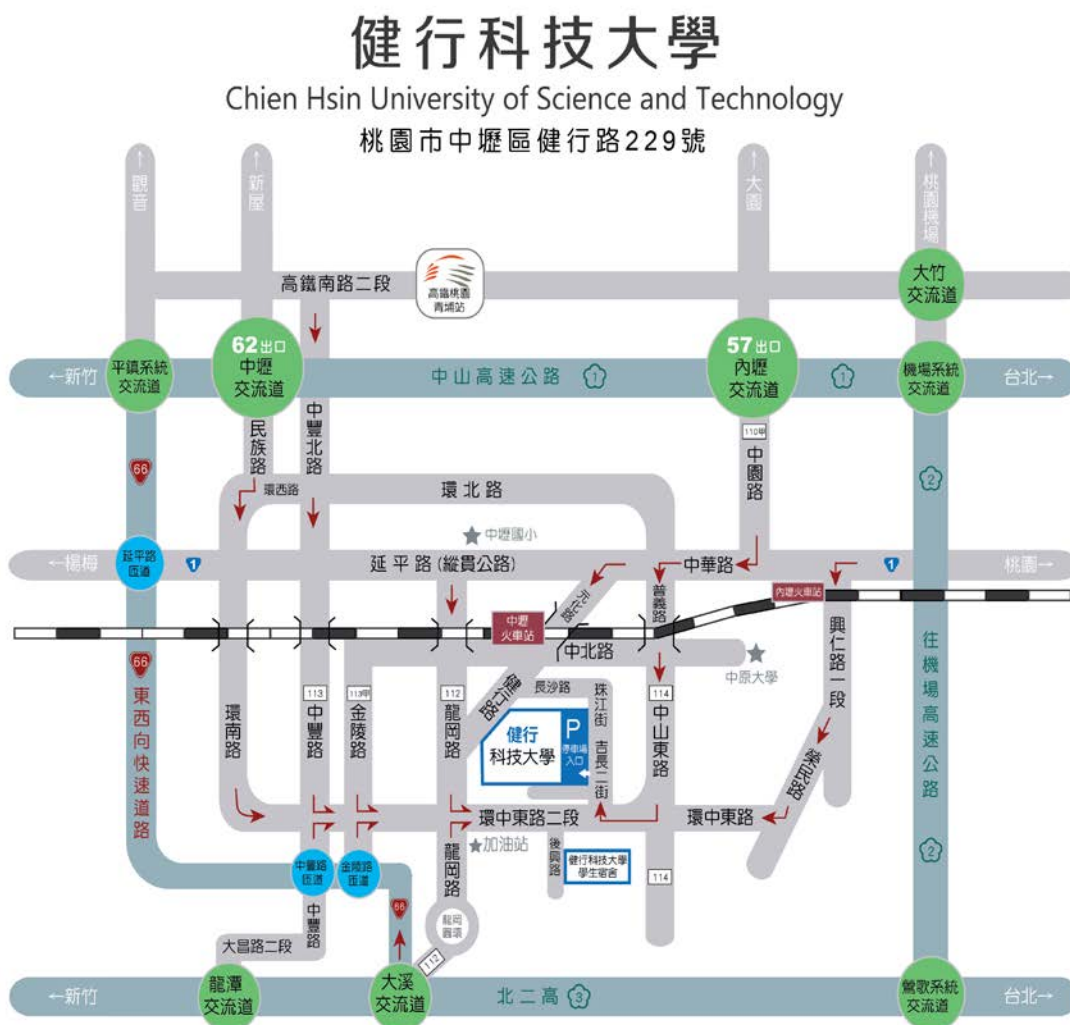 健行科技大學
Chien Hsin University of Science and Technology
桃園市中壢區健行路229號
觀音
新屋
大園
桃園機場
高鐵南路二段
高鐵桃園
青埔站
大竹
交流道
←新竹
平鎮系統
交流道
62出口
中壢
交流道
中山高速公路
1
57出口
內壢
交流道
1
機場系統
交流道
台北→
民族路
中豐北路
110甲
中園路
66
環西路
環北路
2
中壢國小
←楊梅
延平路
匝道
1
延平路(縱貫公路)
中華路
1
桃園→
元化路
普義路
內壢火車站
中壢
火車站
中北路
中原大學
興仁路一段
往機場高速公路
66
東西向快速道路
環南路
113
中豐路
113甲
金陵路
112
龍岡路
健行路
長沙路
珠江街
吉長二街
114
中山東路
健行
科技大學
P
停車場
入口
榮民路
環中東路二段
環中東路
加油站
後興路
健行科技大學
學生宿舍
114
2
中豐路
匝道
金陵路
匝道
龍岡路
中豐路
66
龍岡
圓環
112
大昌路二段
←新竹
龍潭
交流道
大溪
交流道
北二高
3
鶯歌系統
交流道
台北→